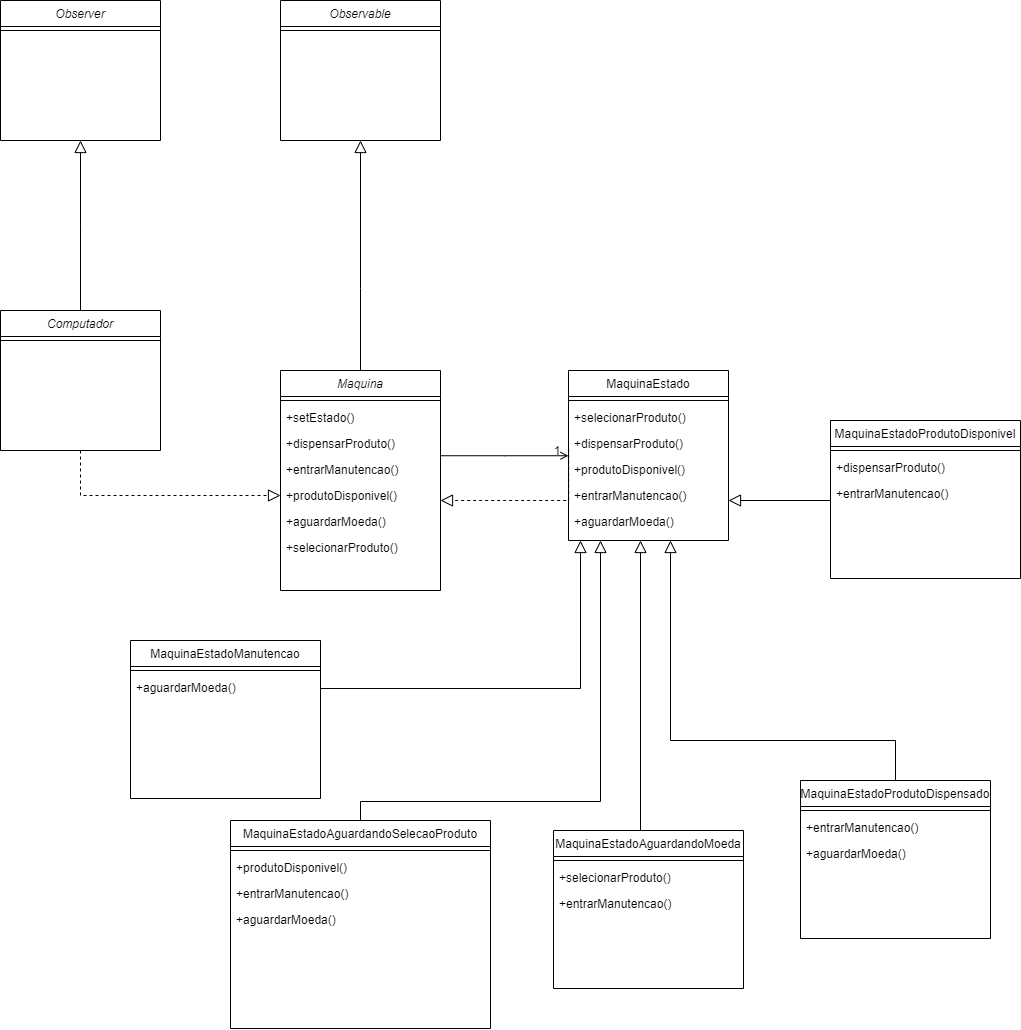 Observer
Observable
Computador
Maquina
+setEstado()
+dispensarProduto()
+entrarManutencao()
+produtoDisponivel()
+aguardarMoeda()
+selecionarProduto()
1
MaquinaEstado
+selecionarProduto()
+dispensarProduto()
+produtoDisponivel()
+entrarManutencao()
+aguardarMoeda()
MaquinaEstadoProdutoDisponivel
+dispensarProduto()
+entrarManutencao()
MaquinaEstadoManutencao
+aguardarMoeda()
MaquinaEstadoAguardandoSelecaoProduto
+produtoDisponivel()
+entrarManutencao()
+aguardarMoeda()
MaquinaEstadoAguardandoMoeda
+selecionarProduto()
+entrarManutencao()
MaquinaEstadoProdutoDispensado
+entrarManutencao()
+aguardarMoeda()